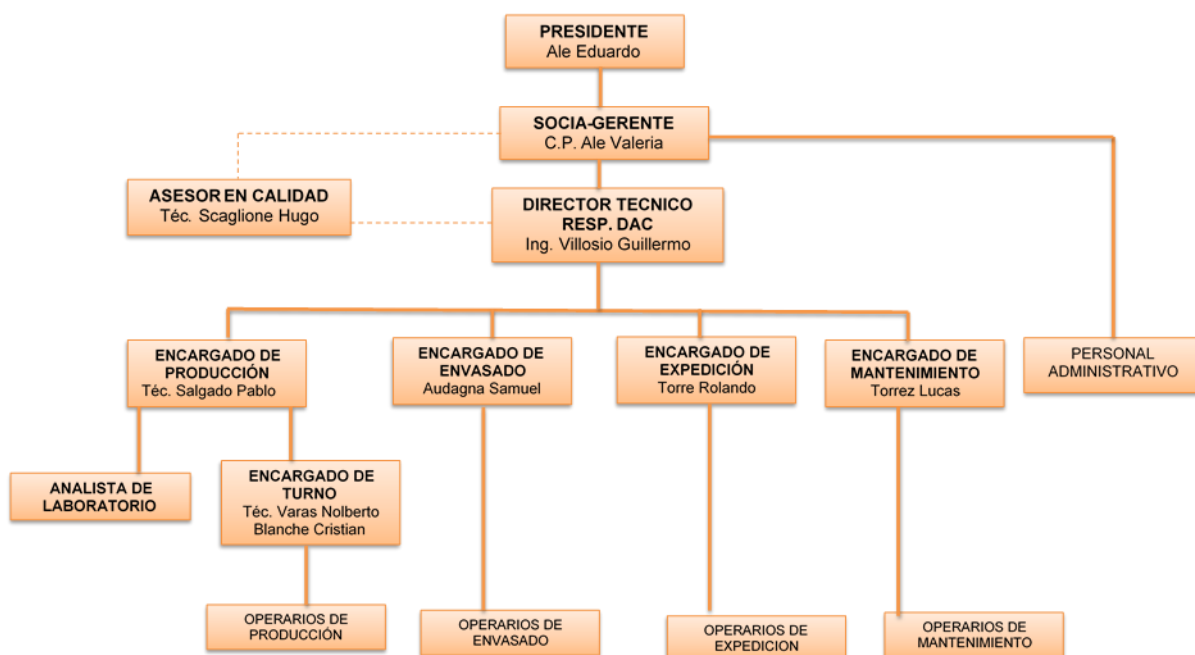 PRESIDENTE
Ale Eduardo
SOCIA-GERENTE
C.P. Ale Valeria
ASESOR EN CALIDAD
Téc. Scaglione Hugo
DIRECTOR TECNICO
RESP. DAC
Ing. Villosio Guillermo
ENCARGADO DE
PRODUCCIÓN
Téc. Salgado Pablo
ENCARGADO DE
ENVASADO
Audagna Samuel
ENCARGADO DE
EXPEDICIÓN
Torre Rolando
ENCARGADO DE
MANTENIMIENTO
Torrez Lucas
PERSONAL
ADMINISTRATIVO
ANALISTA DE
LABORATORIO
ENCARGADO DE
TURNO
Téc. Varas Nolberto
Blanche Cristian
OPERARIOS DE
PRODUCCIÓN
OPERARIOS DE
ENVASADO
OPERARIOS DE
EXPEDICION
OPERARIOS DE
MANTENIMIENTO